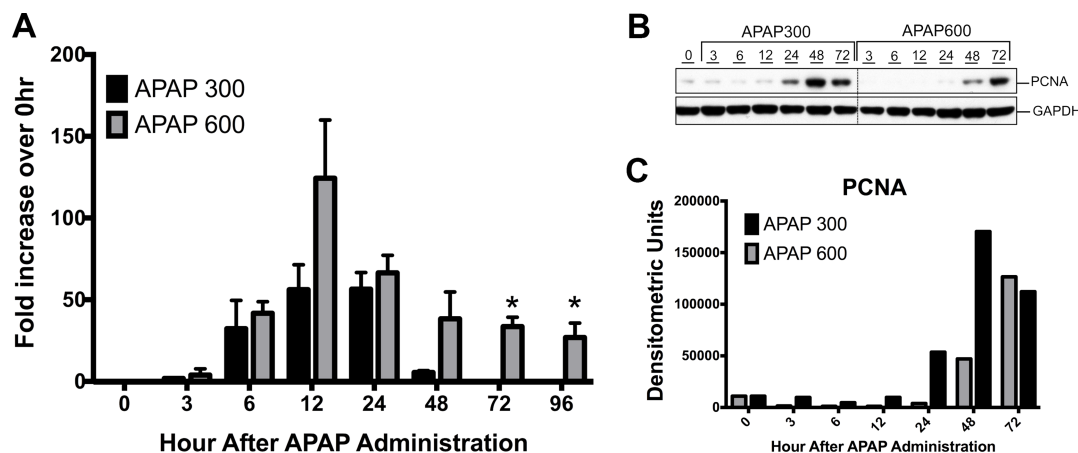 A
200
150
100
50
0
Fold increase over 0hr
APAP 300
APAP 600
* *
0 3 6 12 24 48 72 96
Hour After APAP Administration
B
APAP300 APAP600
0 3 6 12 24 48 72 3 6 12 24 48 72
PCNA
GAPDH
C
PCNA
200000
150000
100000
50000
0
Densitometric Units
APAP 300
APAP 600
0 3 6 12 24 48 72
Hour After APAP Administration